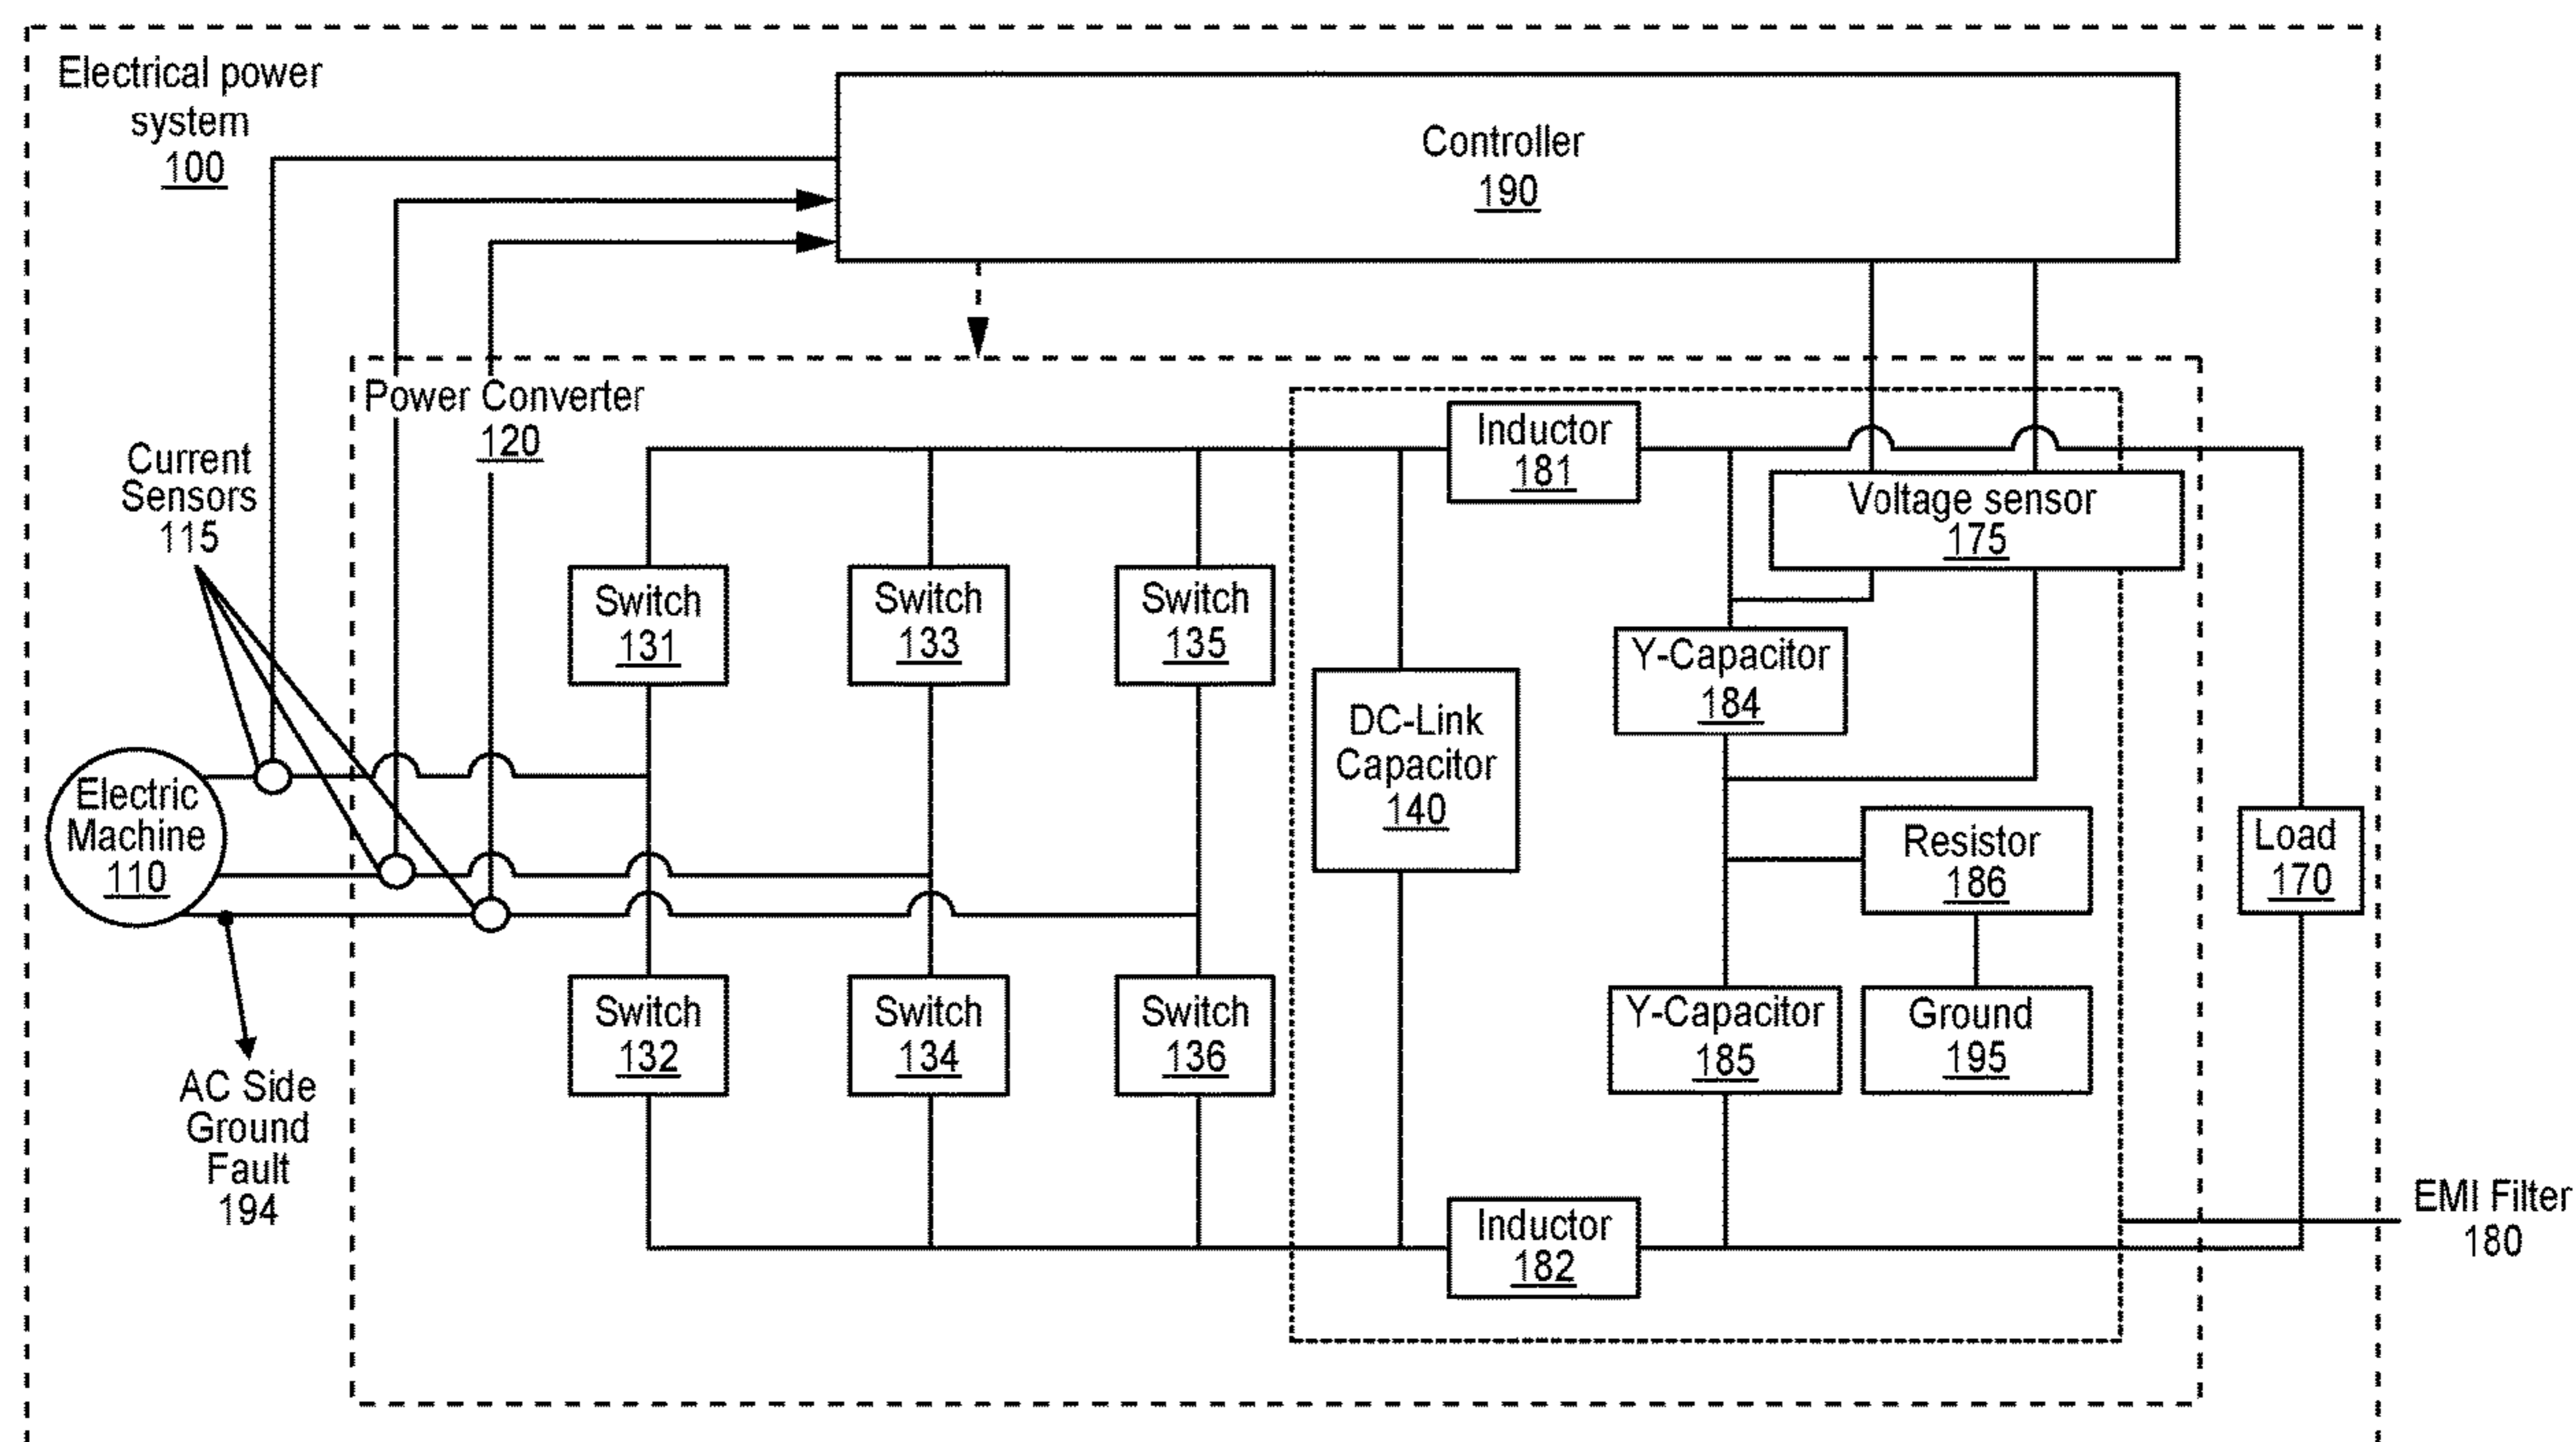 Electrical power
system
100
Controller
190
Power Converter
120
Current
Sensors
115
Inductor
181
Voltage sensor
175
Switch
131
Switch
133
Switch
135
Y-Capacitor
184
DC-Link
Capacitor
140
Electric
Machine
110
Resistor
186
Load
170
Switch
132
Switch
134
Switch
136
Y-Capacitor
185
Ground
195
AC Side
Ground
Fault
194
Inductor
182
EMI Filter
180